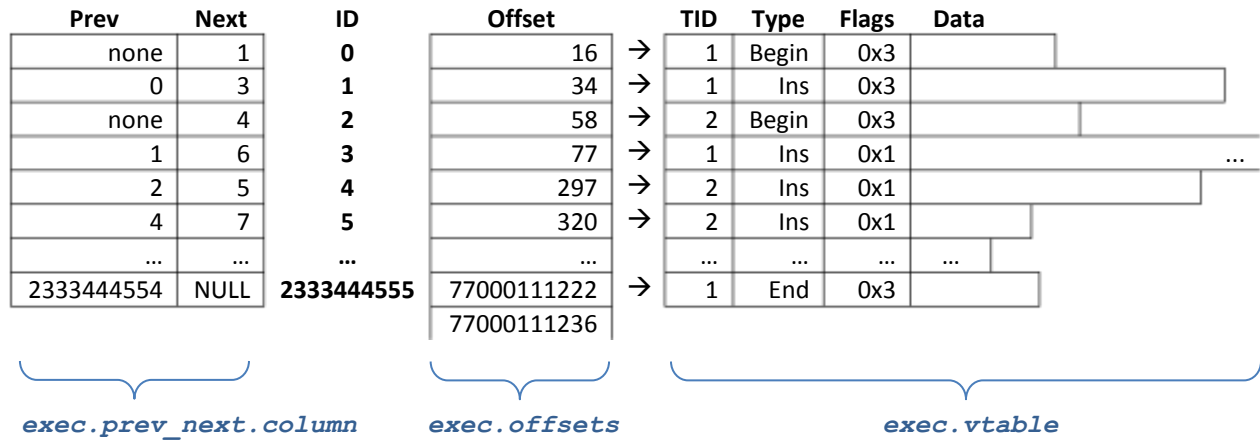 Prev Next ID Offset TID Type Flags Data
none 1 0 16 → 1 Begin 0x3
0 3 1 34 → 1 Ins 0x3
none 4 2 58 → 2 Begin 0x3
1 6 3 77 → 1 Ins 0x1 ...
2 5 4 297 → 2 Ins 0x1
4 7 5 320 → 2 Ins 0x1
... ... ... ... ... ... ... ...
2333444554 NULL 2333444555 77000111222 → 1 End 0x3
77000111236
exec.prev_next.column exec.offsets exec.vtable